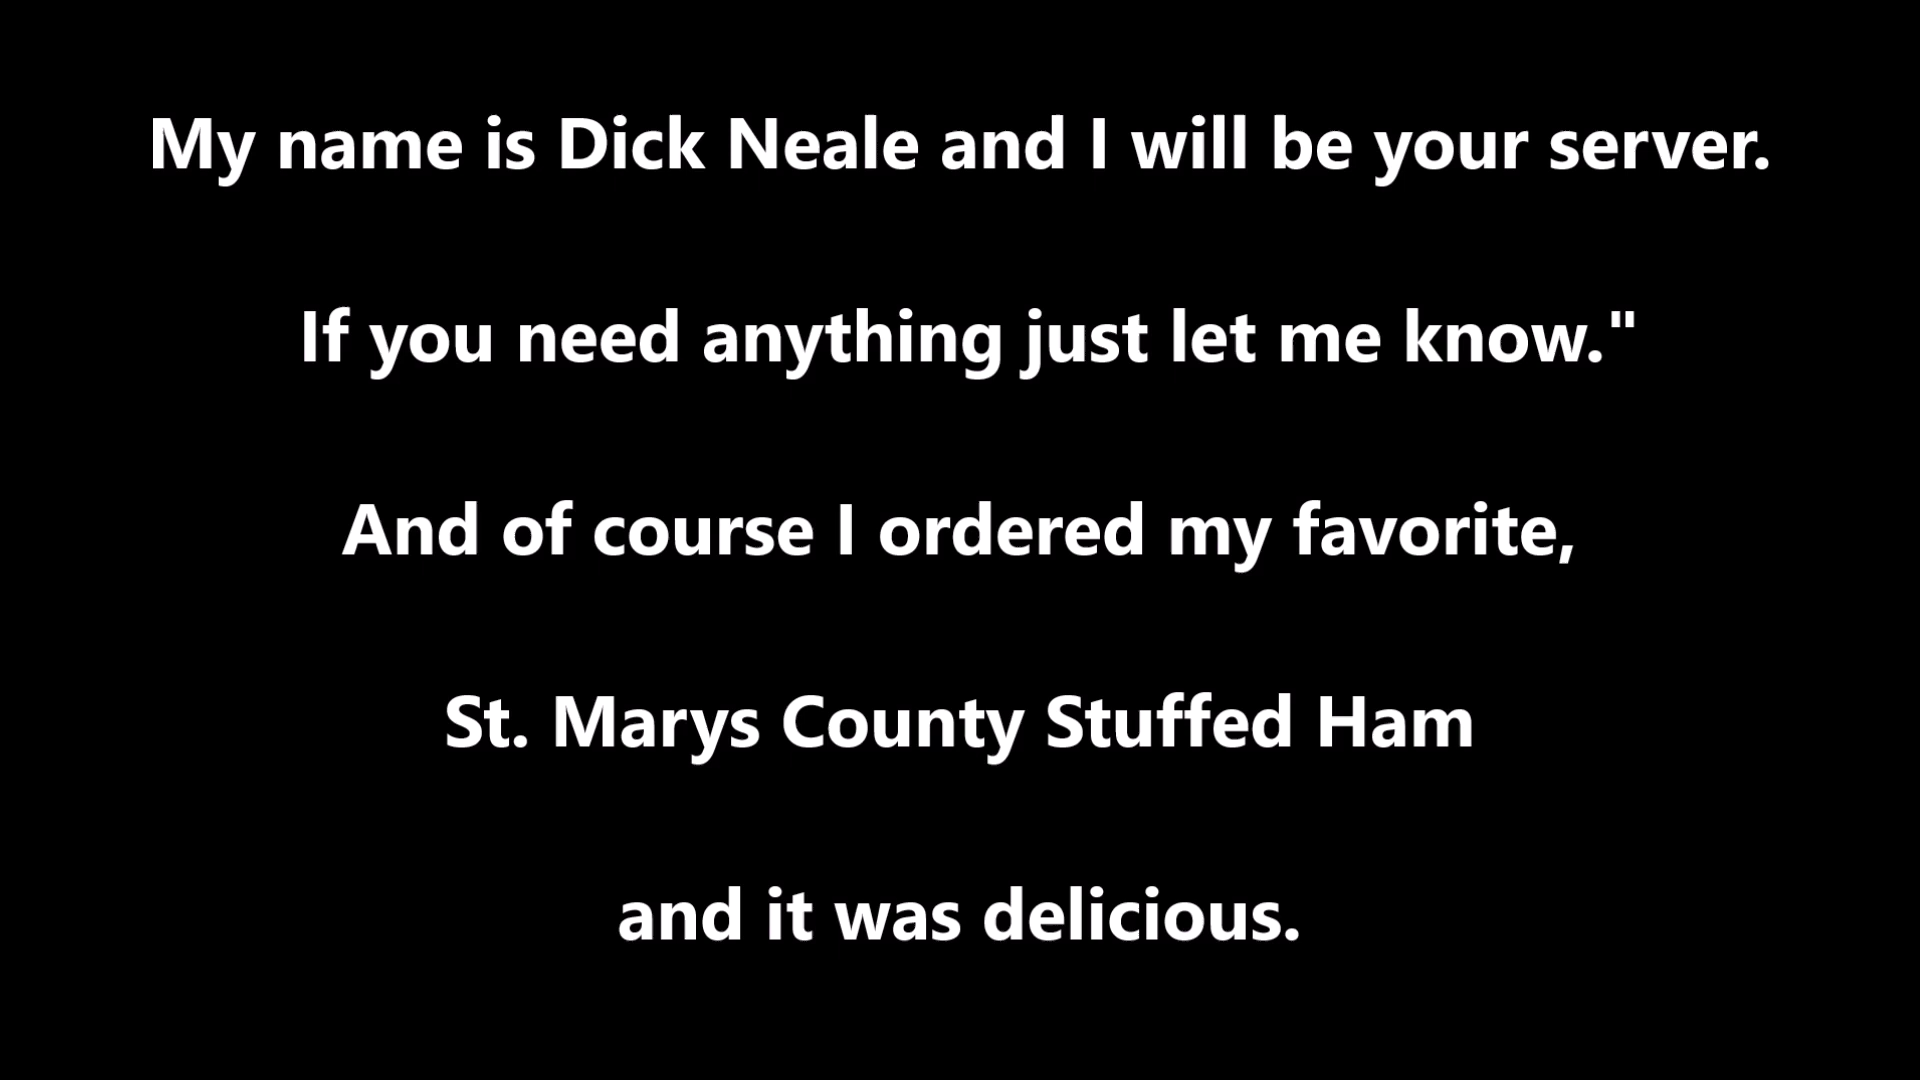 My name is Dick Neale and I will be your server.
If you need anything just let me know."
And of course I ordered my favorite,
St. Marys County Stuffed Ham
and it was delicious.